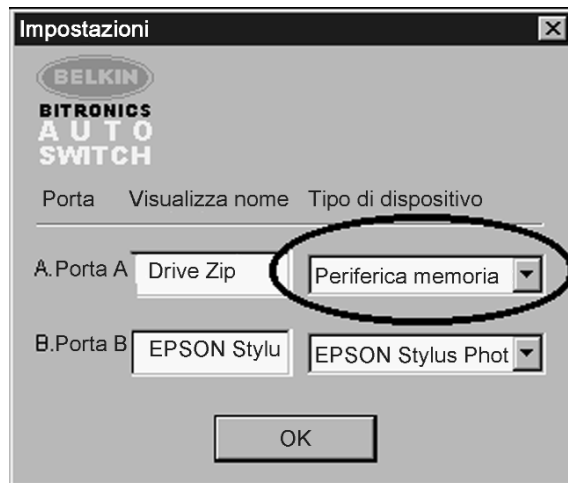 Impostazioni
BELKIN
BITRONICS
AUTO
SWITCH
Porta Visualizza nome Tipo di dispositivo
A.Porta A Drive Zip Periferica memoria
B.Porta B EPSON Stylu EPSON Stylus Phot
OK